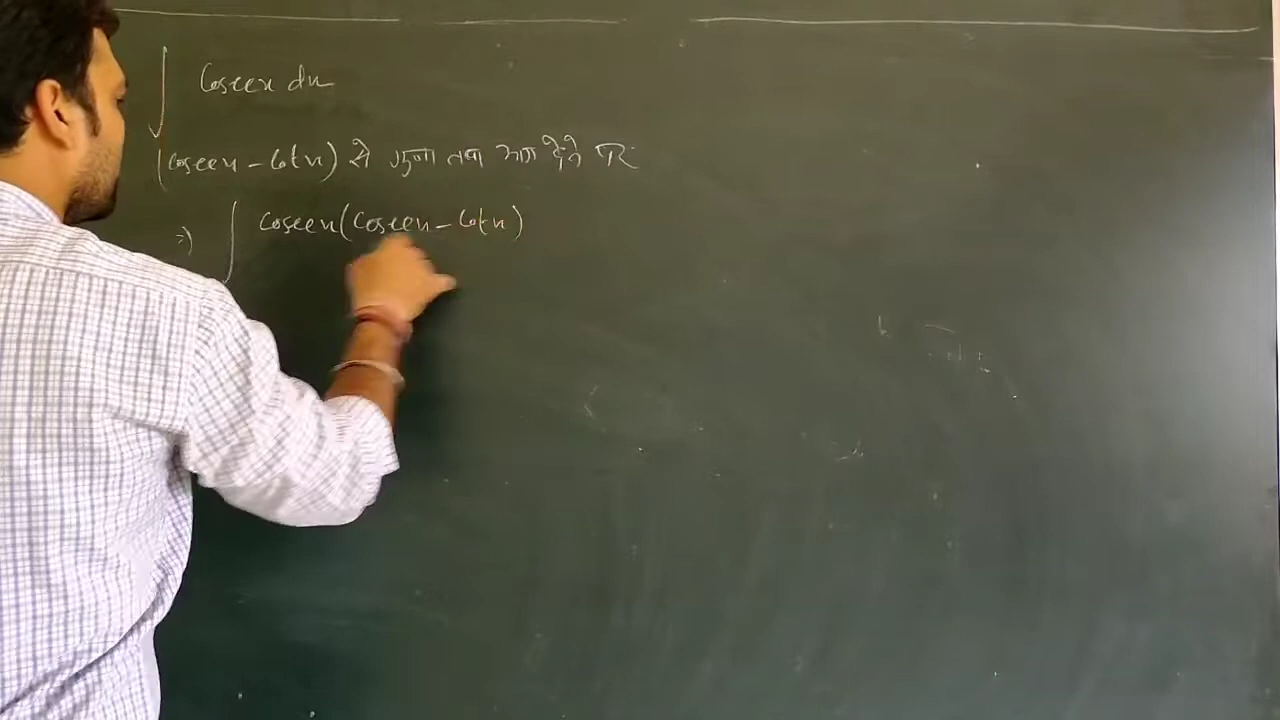 ∫ Cosecx dx
(Cosecx - Cotx) से गुणा तथा भाग देने पर
⇒ ∫ Cosecx(Cosecx - Cotx)